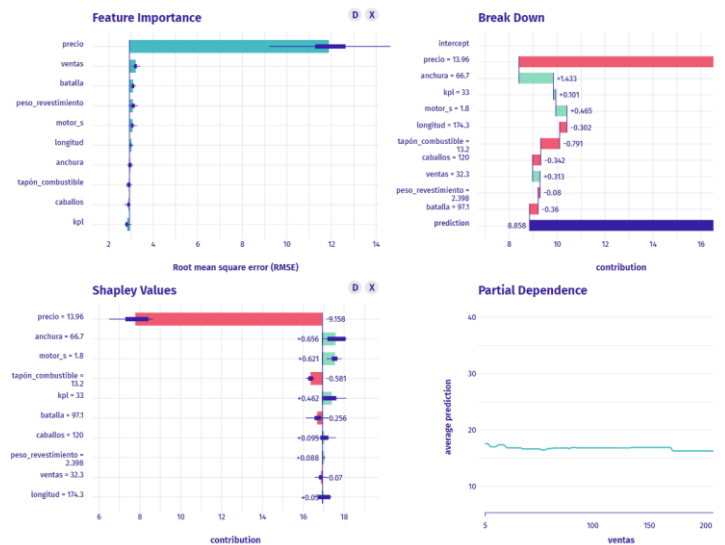 Feature Importance
D X
precio
ventas
batalla
peso_revestimiento
motor_s
longitud
anchura
tapón_combustible
caballos
kpl
2 4 6 8 10 12 14
Root mean square error (RMSE)
Break Down
intercept
precio = 13.96
anchura = 66.7
+1.433
kpl = 33
+0.101
motor_s = 1.8
+0.465
longitud = 174.3
-0.302
tapón_combustible =
13.2
-0.791
caballos = 120
-0.342
ventas = 32.3
+0.313
peso_revestimiento =
2.398
-0.08
batalla = 97.1
-0.36
prediction
8.858
8 10 12 14 16
contribution
Shapley Values
D X
precio = 13.96
-9.158
anchura = 66.7
+0.656
motor_s = 1.8
+0.621
tapón_combustible =
13.2
-0.581
kpl = 33
+0.462
batalla = 97.1
-0.256
caballos = 120
+0.095
peso_revestimiento =
2.398
+0.088
ventas = 32.3
-0.07
longitud = 174.3
6 8 10 12 14 16 18
contribution
Partial Dependence
average prediction
40
30
20
10
5 100 150 200
ventas